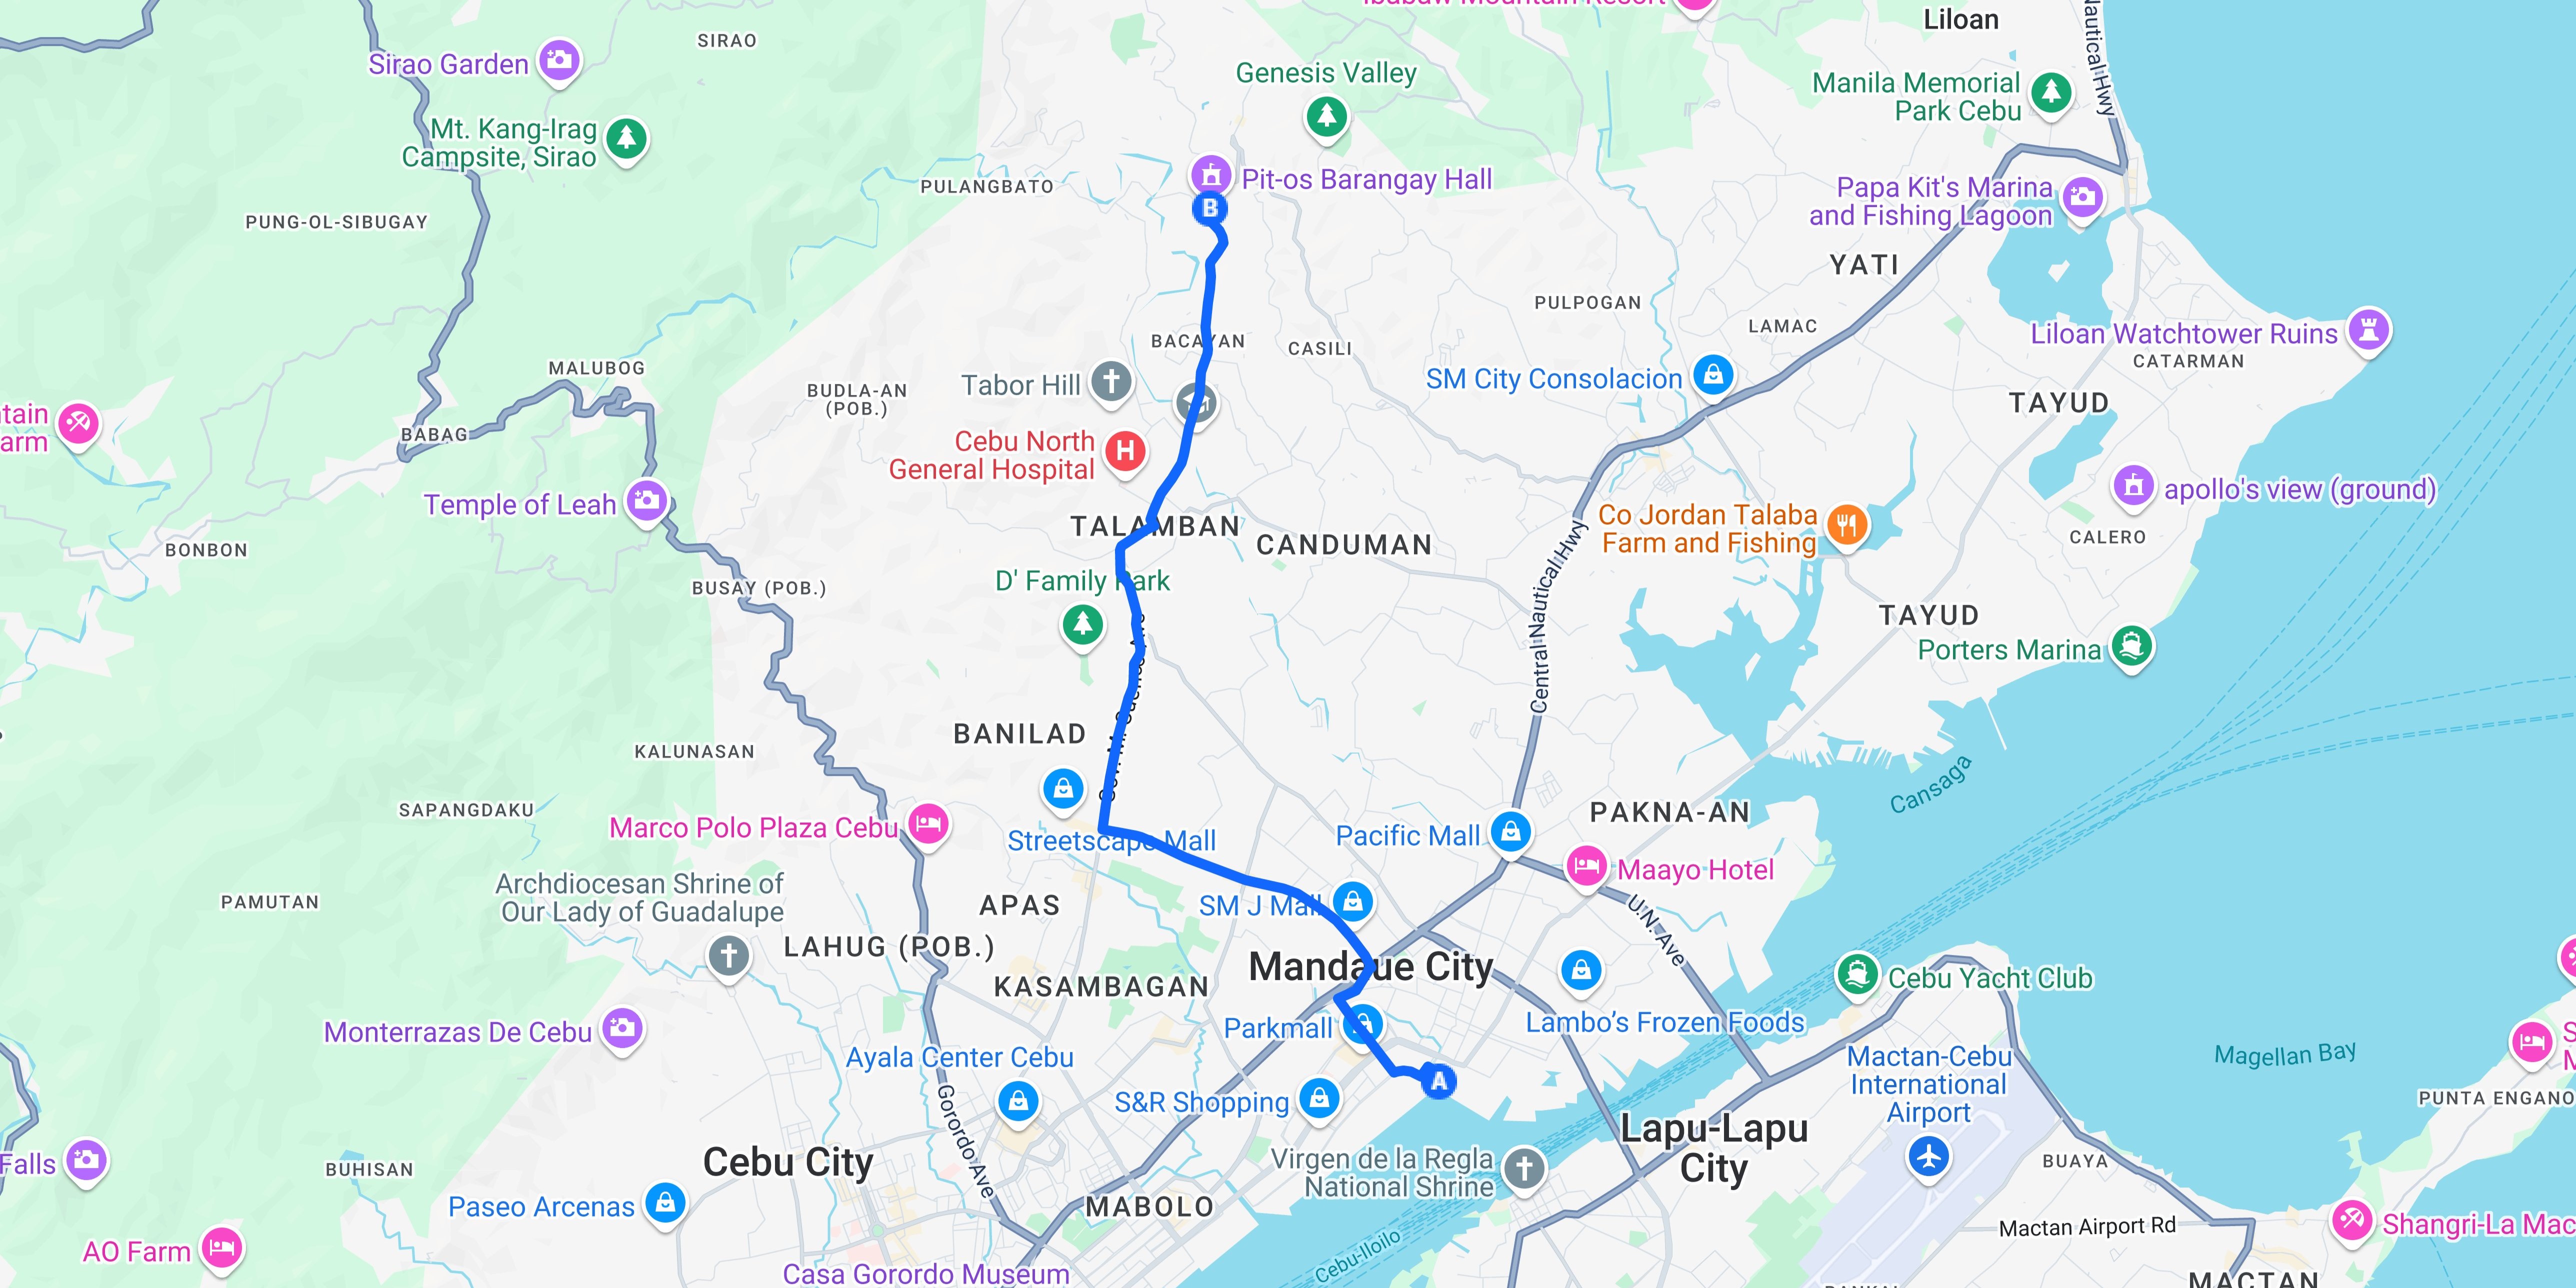 Ibabaw Mountain Resort
Liloan
Nautical Hwy
SIRAO
Sirao Garden
Genesis Valley
Manila Memorial
Park Cebu
Mt. Kang-Irag
Campsite, Sirao
PULANGBATO
Pit-os Barangay Hall
B
Papa Kit's Marina
and Fishing Lagoon
PUNG-OL-SIBUGAY
YATI
PULPOGAN
LAMAC
BACAYAN
CASILI
Liloan Watchtower Ruins
CATARMAN
MALUBOG
Tabor Hill
SM City Consolacion
BUDLA-AN
(POB.)
TAYUD
ntain
arm
BABAG
Cebu North
General Hospital
H
Temple of Leah
apollo's view (ground)
Co Jordan Talaba
Farm and Fishing
TALAMBAN
CANDUMAN
CALERO
BONBON
Central Nautical Hwy
D' Family Park
BUSAY (POB.)
TAYUD
Porters Marina
BANILAD
KALUNASAN
Cansaga
SAPANGDAKU
Marco Polo Plaza Cebu
Streetscape Mall
Pacific Mall
PAKNA-AN
Maayo Hotel
Archdiocesan Shrine of
Our Lady of Guadalupe
PAMUTAN
APAS
SM J Mall
U.N. Ave
LAHUG (POB.)
Mandaue City
KASAMBAGAN
Cebu Yacht Club
Monterrazas De Cebu
Parkmall
Lambo’s Frozen Foods
Ayala Center Cebu
Mactan-Cebu
International
Airport
Magellan Bay
A
S&R Shopping
PUNTA ENGANO
Gorordo Ave
Lapu-Lapu
City
Cebu City
Virgen de la Regla
National Shrine
Falls
BUHISAN
BUAYA
Paseo Arcenas
MABOLO
Mactan Airport Rd
Shangri-La Mac
AO Farm
Cebu-Iloilo
Casa Gorordo Museum
MACTAN